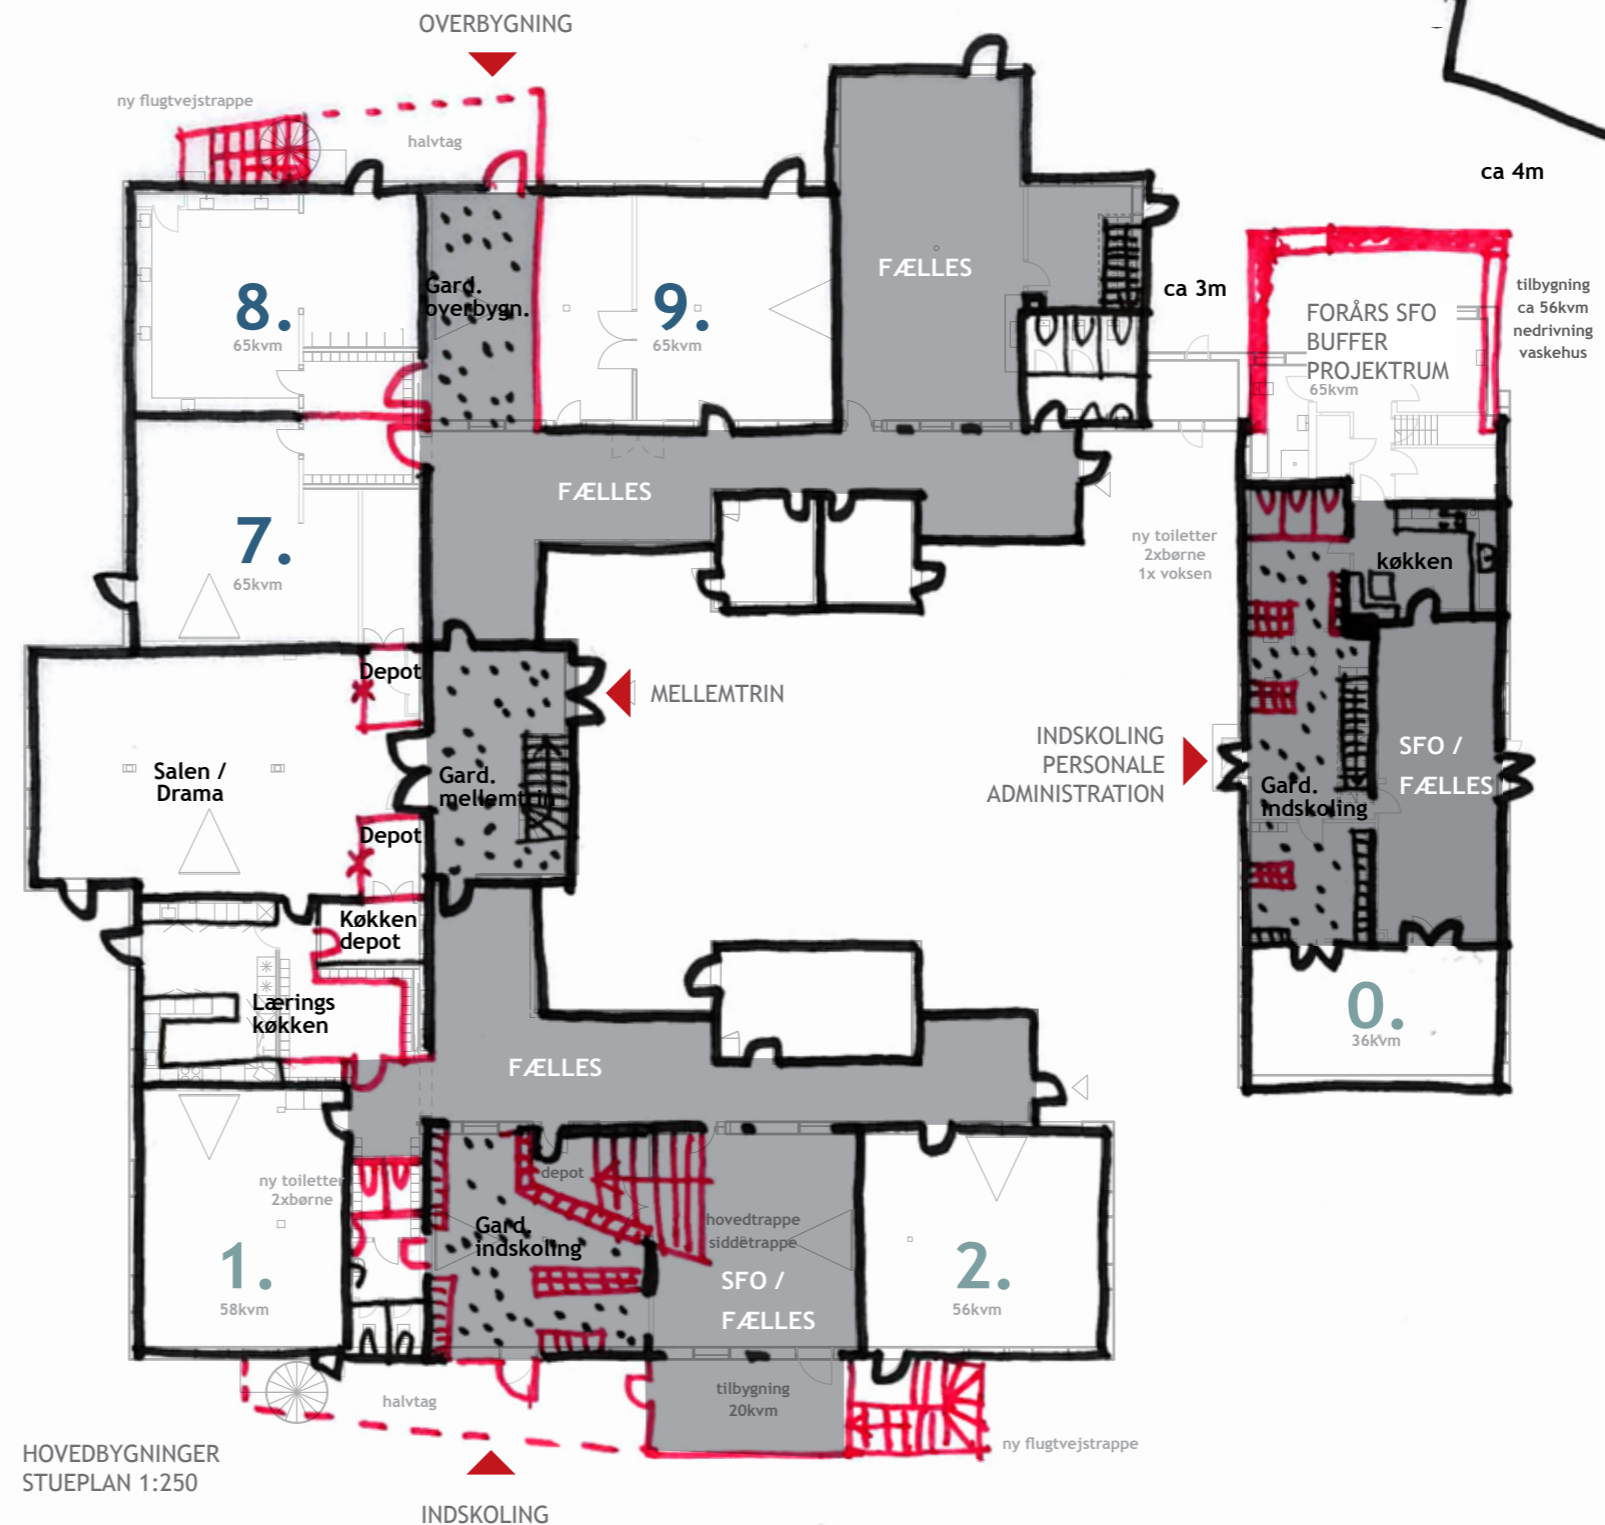 OVERBYGNING
ny flugtvejstrappe
halvtag
ca 4m
FÆLLES
ca 3m
Gard.
overbygn.
8.
65kvm
9.
65kvm
tilbygning
ca 56kvm
nedrivning
vaskehus
FORÅRS SFO
BUFFER
PROJEKTRUM
65kvm
FÆLLES
7.
65kvm
ny toiletter
2xbørne
1x voksen
køkken
Depot
MELLEMTRIN
INDSKOLING
PERSONALE
ADMINISTRATION
SFO /
FÆLLES
Gard.
indskoling
Salen /
Drama
Gard.
mellemtrin
Depot
Køkken
depot
Lærings
køkken
0.
36kvm
FÆLLES
ny toiletter
2xbørne
depot
Gard.
indskoling
hovedtrappe
siddetrappe
SFO /
FÆLLES
1.
58kvm
2.
56kvm
halvtag
tilbygning
20kvm
ny flugtvejstrappe
HOVEDBYGNINGER
STUEPLAN 1:250
INDSKOLING